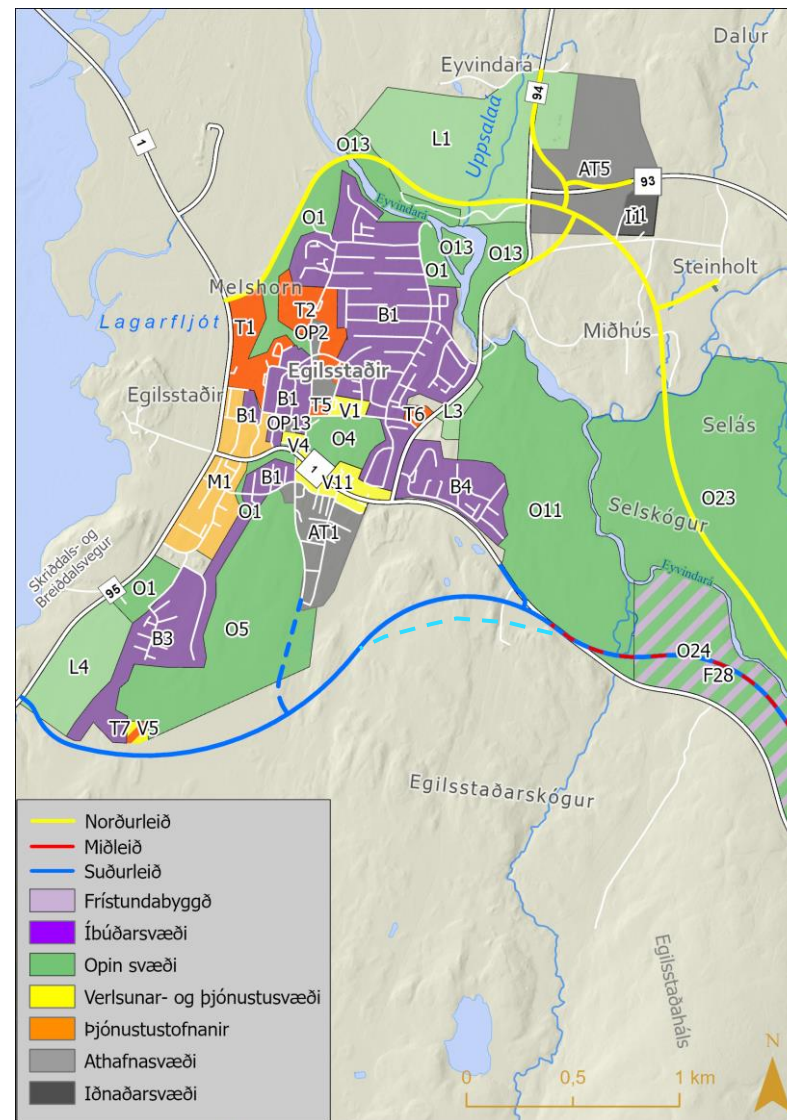 Dalur
Eyvindará
94
Uppsalaá
L1
1
O13
AT5
93
Eyvindará
O1
Ið1
O13
O13
O1
Steinholt
Melshorn
T2
B1
T1
OP2
Lagarfljót
Miðhús
Egilsstaðir
Egilsstaðir
B1
B1
T5
V1
T6
L3
OP13
V4
O4
Selás
M1
B1
1
V11
B4
O1
O11
O23
AT1
Selskógur
Skriðdals- og
Breiðdalsvegur
95
O1
Eyvindará
O5
B3
L4
O24
F28
T7
V5
Egilsstaðarskógur
Egilsstaðaháls
Norðurleið
Miðleið
Suðurleið
Frístundabyggð
Íbúðarsvæði
Opin svæði
Verlsunar- og þjónustusvæði
Þjónustustofnanir
Athafnasvæði
Iðnaðarsvæði
N
0 0,5 1 km